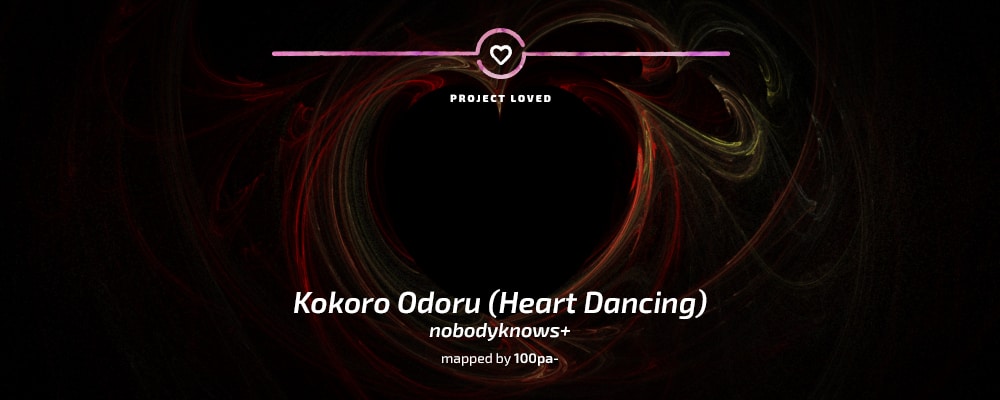 PROJECT LOVED
Kokoro Odoru (Heart Dancing)
nobodyknows+
mapped by 100pa-